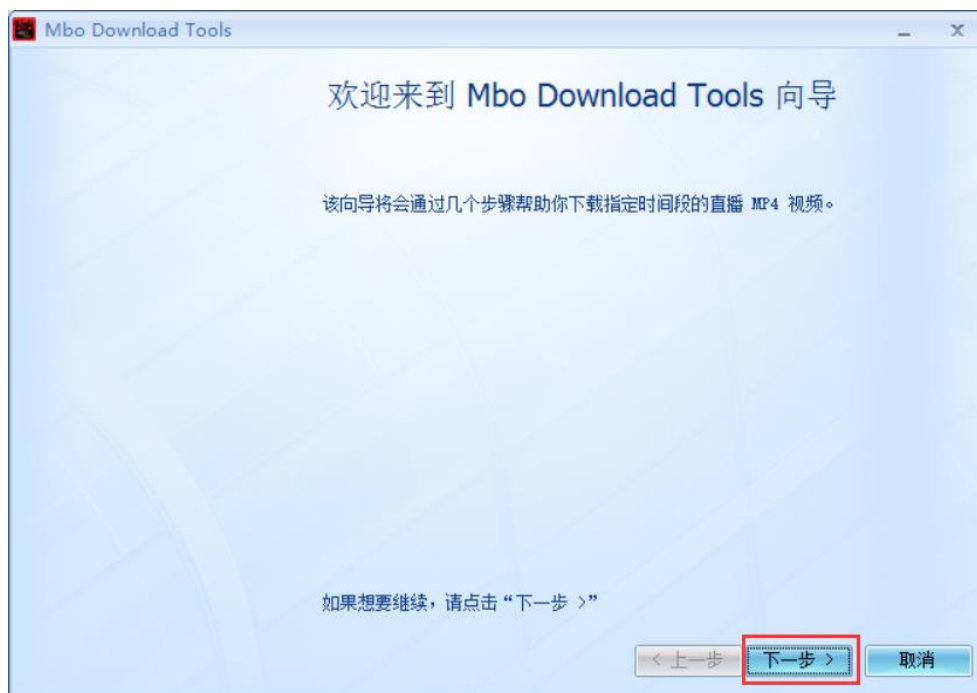 Mbo Download Tools
欢迎来到 Mbo Download Tools 向导
该向导将会通过几个步骤帮助你下载指定时间段的直播 MP4 视频。
如果想要继续，请点击“下一步 >”
< 上一步
下一步 >
取消